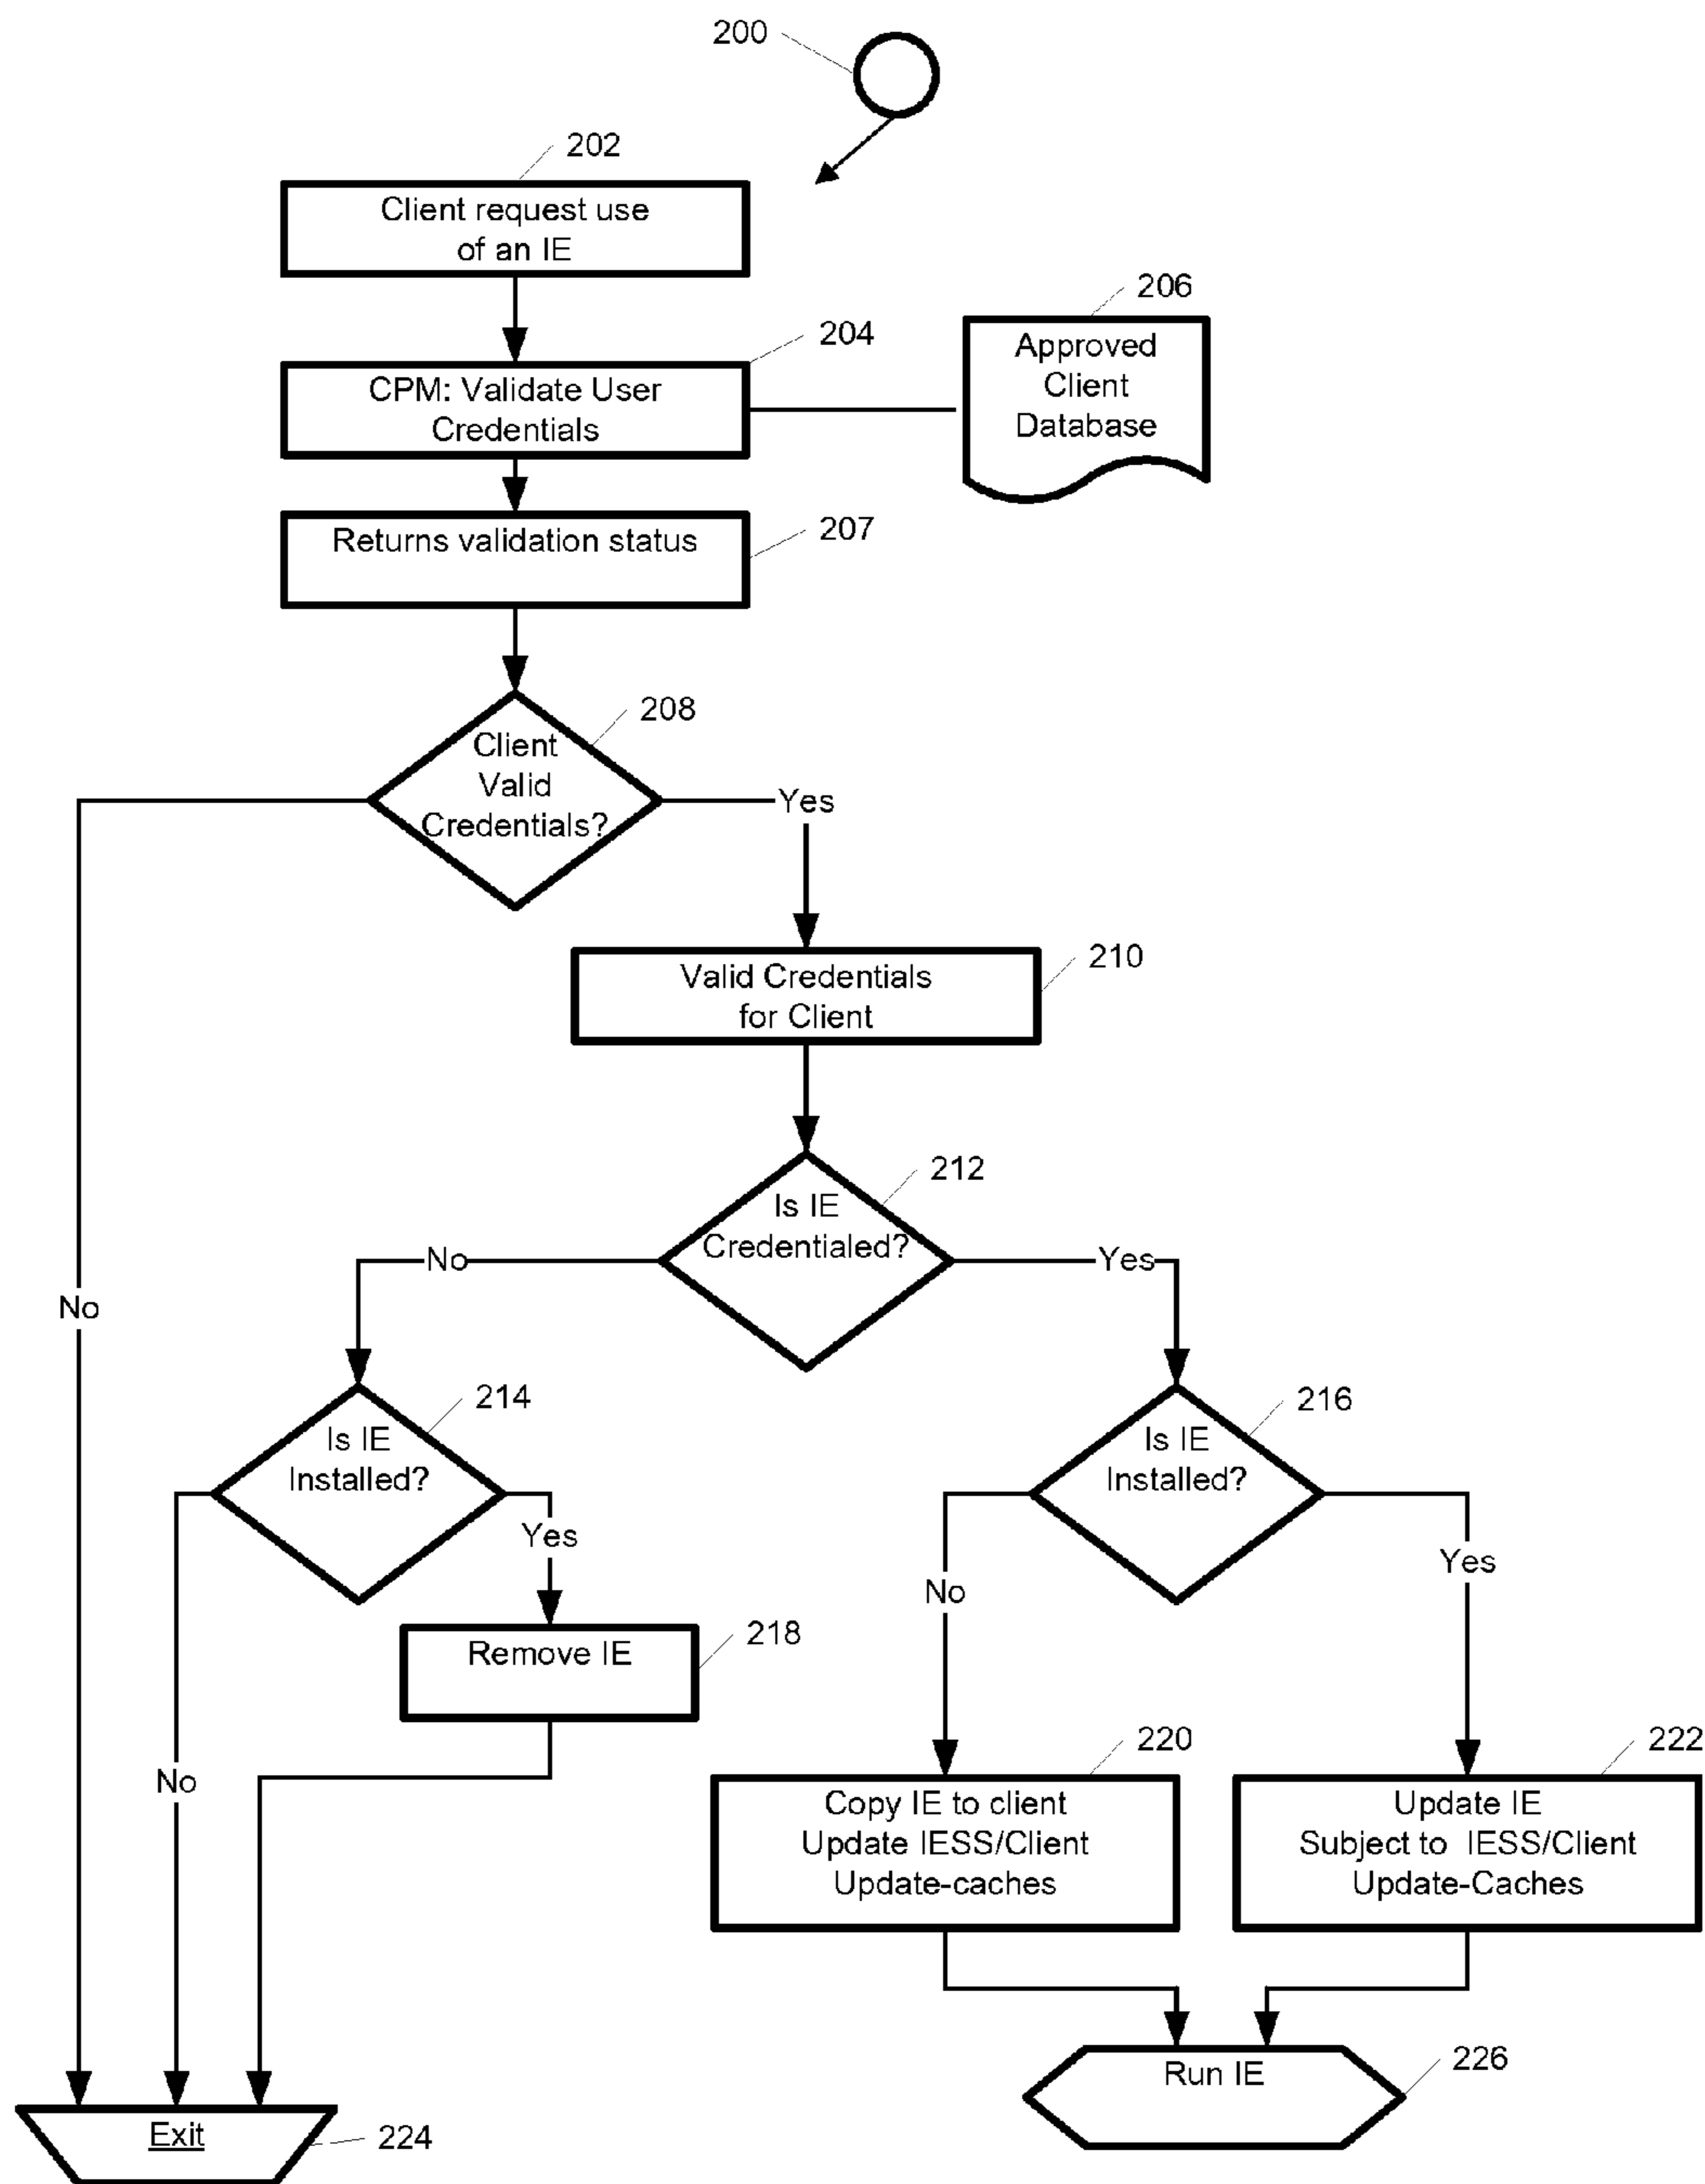 200
202
Client request use
of an IE
206
204
Approved
Client
Database
CPM: Validate User
Credentials
207
Returns validation status
208
Client
Valid
Credentials?
Yes
210
Valid Credentials
for Client
212
Is IE
Credentialed?
No
Yes
No
214
Is IE
Installed?
216
Is IE
Installed?
Yes
Yes
No
218
Remove IE
No
220
Copy IE to client
Update IESS/Client
Update-caches
222
Update IE
Subject to IESS/Client
Update-Caches
Run IE
226
Exit
224